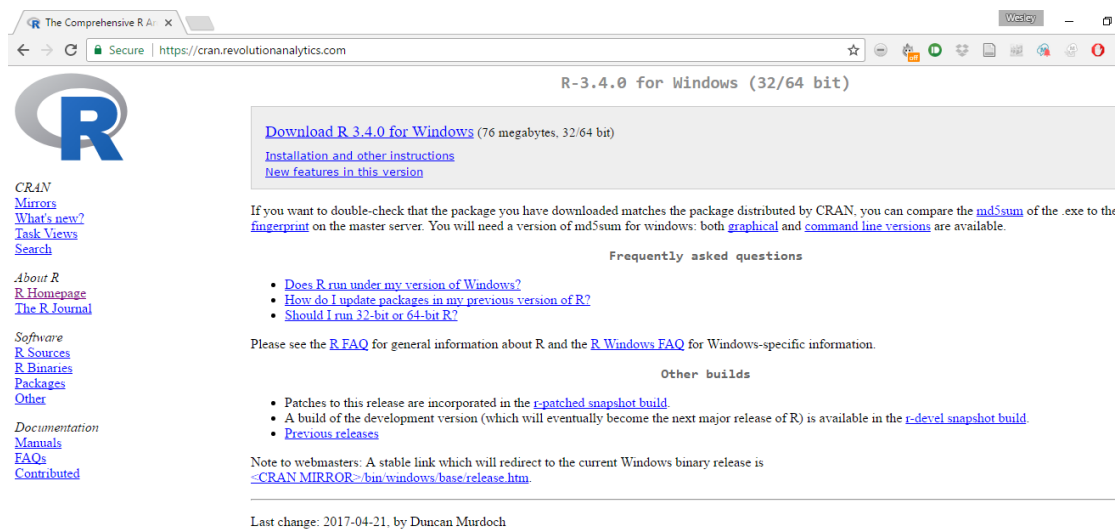 The Comprehensive R Ar
Wesley
Secure | https://cran.revolutionanalytics.com
off
R
CRAN
Mirrors
What's new?
Task Views
Search
About R
R Homepage
The R Journal
Software
R Sources
R Binaries
Packages
Other
Documentation
Manuals
FAQs
Contributed
R-3.4.0 for Windows (32/64 bit)
Download R 3.4.0 for Windows (76 megabytes, 32/64 bit)
Installation and other instructions
New features in this version
If you want to double-check that the package you have downloaded matches the package distributed by CRAN, you can compare the md5sum of the .exe to the
fingerprint on the master server. You will need a version of md5sum for windows: both graphical and command line versions are available.
Frequently asked questions
Does R run under my version of Windows?
How do I update packages in my previous version of R?
Should I run 32-bit or 64-bit R?
Please see the R FAQ for general information about R and the R Windows FAQ for Windows-specific information.
Other builds
Patches to this release are incorporated in the r-patched snapshot build.
A build of the development version (which will eventually become the next major release of R) is available in the r-devel snapshot build.
Previous releases
Note to webmasters: A stable link which will redirect to the current Windows binary release is
<CRAN MIRROR>/bin/windows/base/release.htm.
Last change: 2017-04-21, by Duncan Murdoch